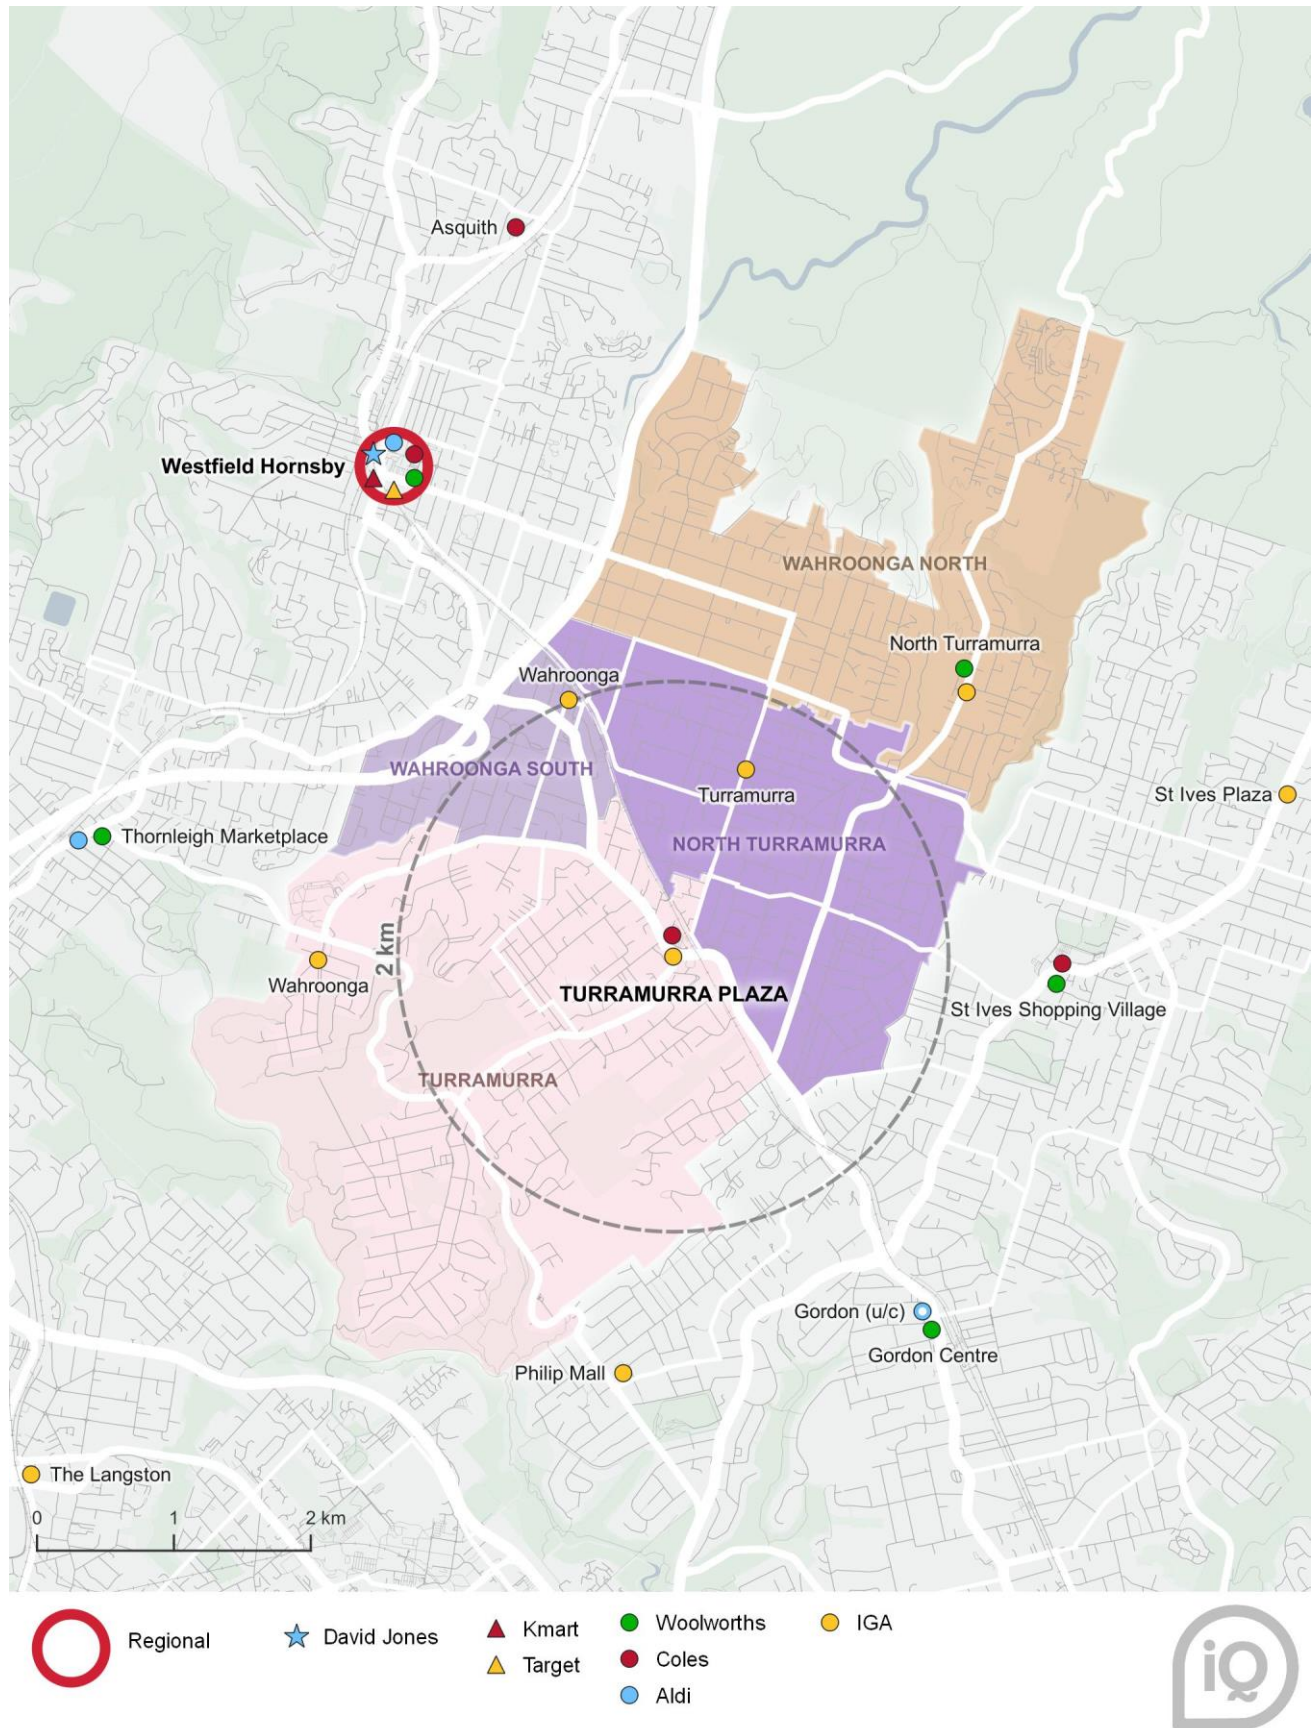 Asquith
Westfield Hornsby
WAHROONGA NORTH
North Turramurra
Wahroonga
WAHROONGA SOUTH
Turramurra
St Ives Plaza
Thornleigh Marketplace
NORTH TURRAMURRA
2 km
Wahroonga
TURRAMURRA PLAZA
St Ives Shopping Village
TURRAMURRA
Gordon (u/c)
Gordon Centre
Philip Mall
The Langston
0 1 2 km
Regional
David Jones
Kmart
Target
Woolworths
Coles
Aldi
IGA
iQ